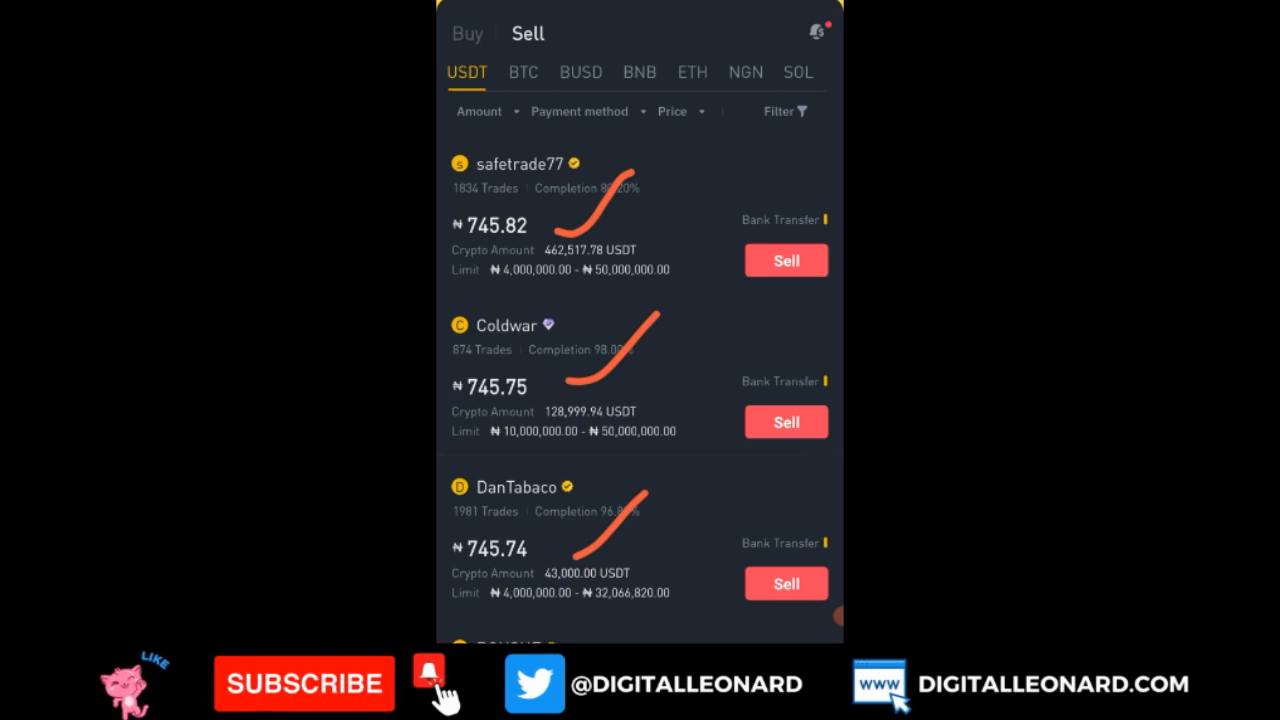 Buy Sell
USDT BTC BUSD BNB ETH NGN SOL
Amount Payment method Price Filter
S safetrade77
1834 Trades Completion
₦ 745.82 Bank Transfer
Crypto Amount 462,517.78 USDT
Sell
Limit ₦ 4,000,000.00 - ₦ 50,000,000.00
C Coldwar
874 Trades Completion
₦ 745.75 Bank Transfer
Crypto Amount 128,999.94 USDT
Sell
Limit ₦ 10,000,000.00 - ₦ 50,000,000.00
D DanTabaco
1981 Trades Completion
₦ 745.74 Bank Transfer
Crypto Amount 43,000.00 USDT
Sell
Limit ₦ 4,000,000.00 - ₦ 32,066,820.00
LIKE
SUBSCRIBE @DIGITALLEONARD WWW DIGITALLEONARD.COM